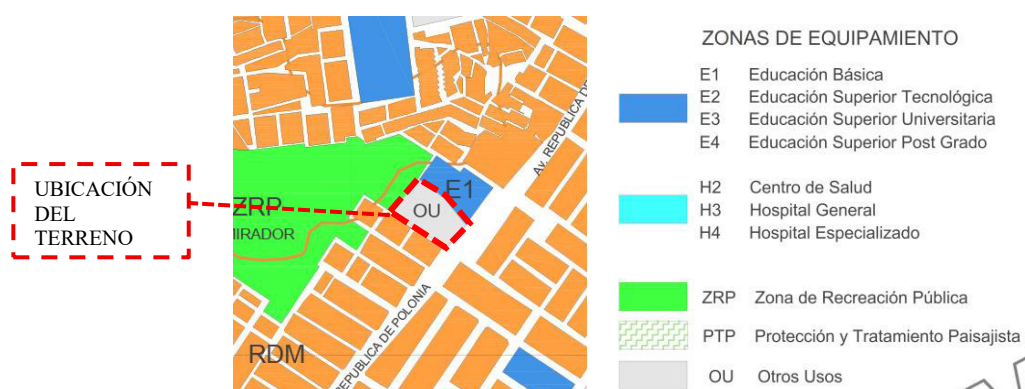 UBICACIÓN
DEL
TERRENO
ZRP
MIRADOR
E1
OU
RDM
REPUBLICA DE POLONIA
Av. REPUBLICA DE
ZONAS DE EQUIPAMIENTO
E1 Educación Básica
E2 Educación Superior Tecnológica
E3 Educación Superior Universitaria
E4 Educación Superior Post Grado
H2 Centro de Salud
H3 Hospital General
H4 Hospital Especializado
ZRP Zona de Recreación Pública
PTP Protección y Tratamiento Paisajista
OU Otros Usos